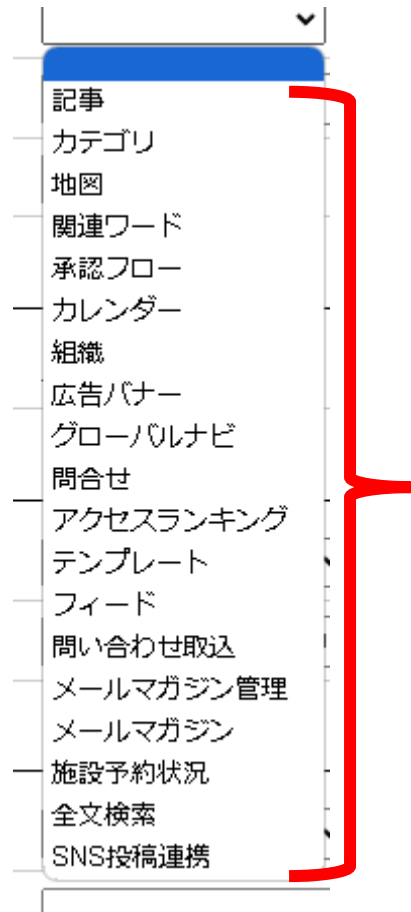 記事
カテゴリ
地図
関連ワード
承認フロー
カレンダー
組織
広告バナー
グローバルナビ
問合せ
アクセスランキング
テンプレート
フィード
問い合わせ取込
メールマガジン管理
メールマガジン
施設予約状況
全文検索
SNS投稿連携